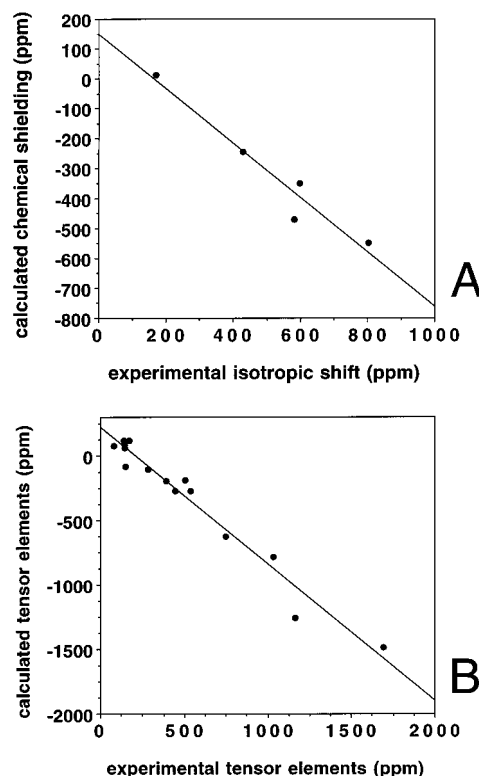 200
100
0
-100
-200
-300
-400
-500
-600
-700
-800
calculated chemical shielding (ppm)
0 200 400 600 800 1000
experimental isotropic shift (ppm)
A
0
-500
-1000
-1500
-2000
calculated tensor elements (ppm)
0 500 1000 1500 2000
experimental tensor elements (ppm)
B